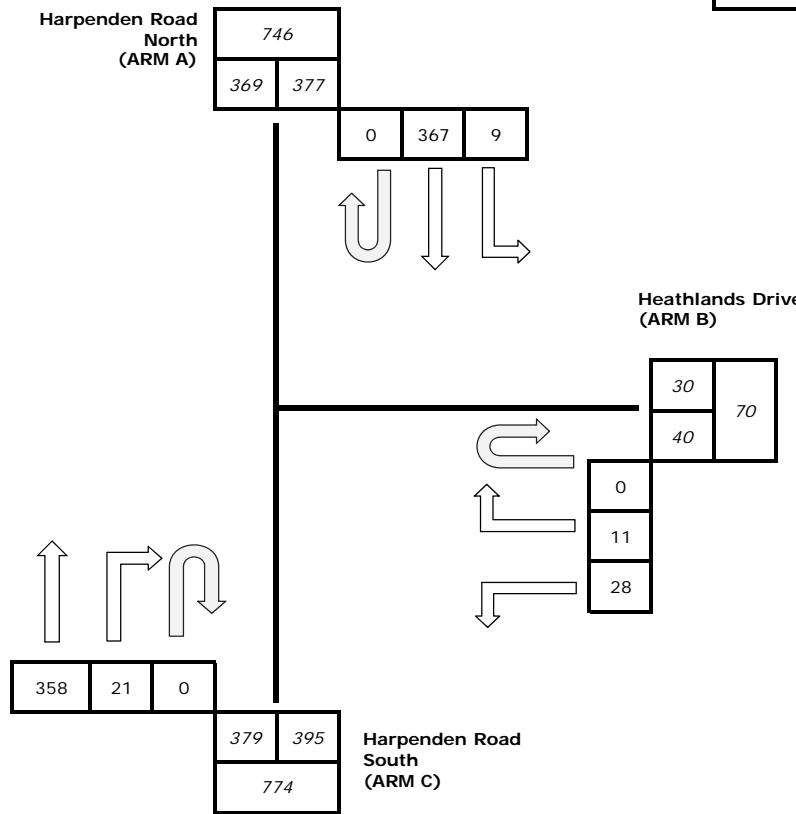 Harpenden Road
North
(ARM A)
746
369 377
0 367 9
Heathlands Drive
(ARM B)
30
70
40
0
11
28
358 21 0
379 395
Harpenden Road
South
(ARM C)
774